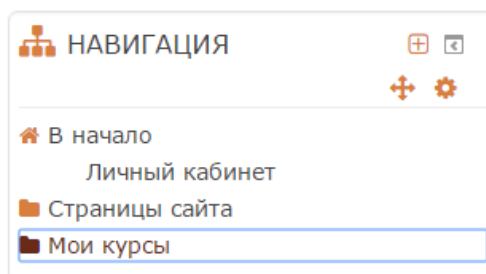 НАВИГАЦИЯ
В начало
Личный кабинет
Страницы сайта
Мои курсы